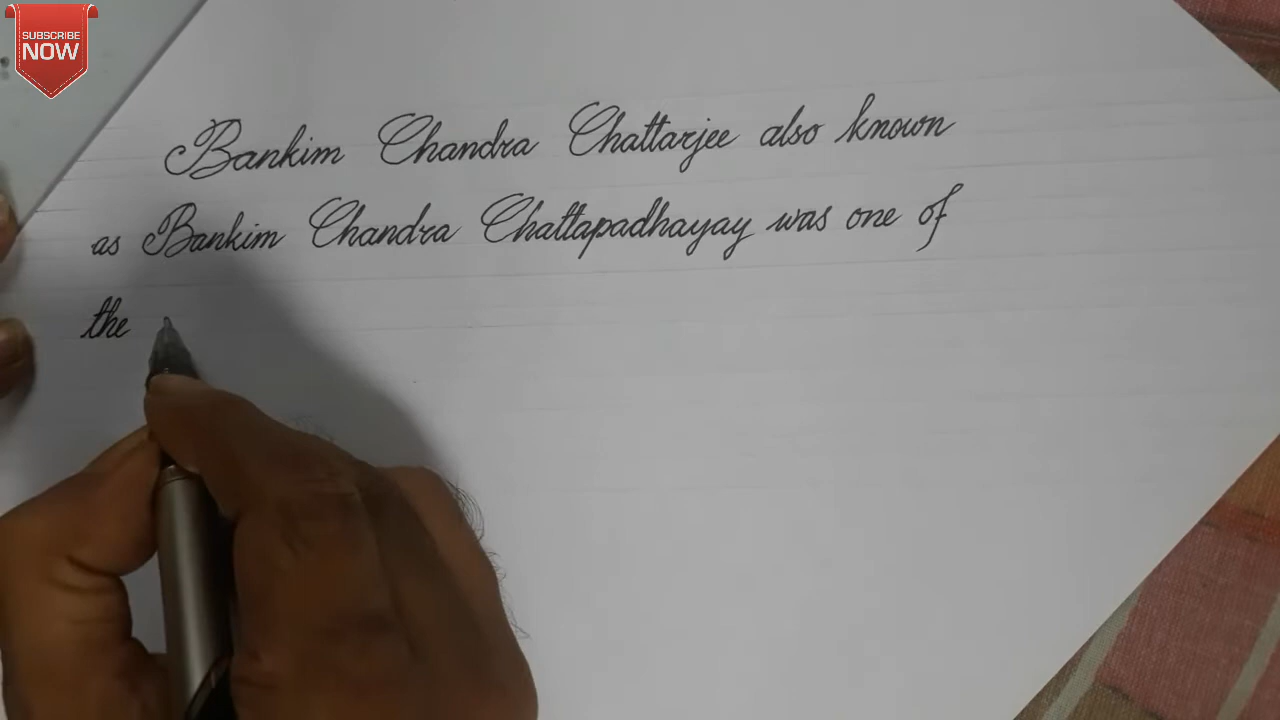 SUBSCRIBE
NOW
Bankim Chandra Chattarjee also known
as Bankim Chandra Chattapadhayay was one of
the